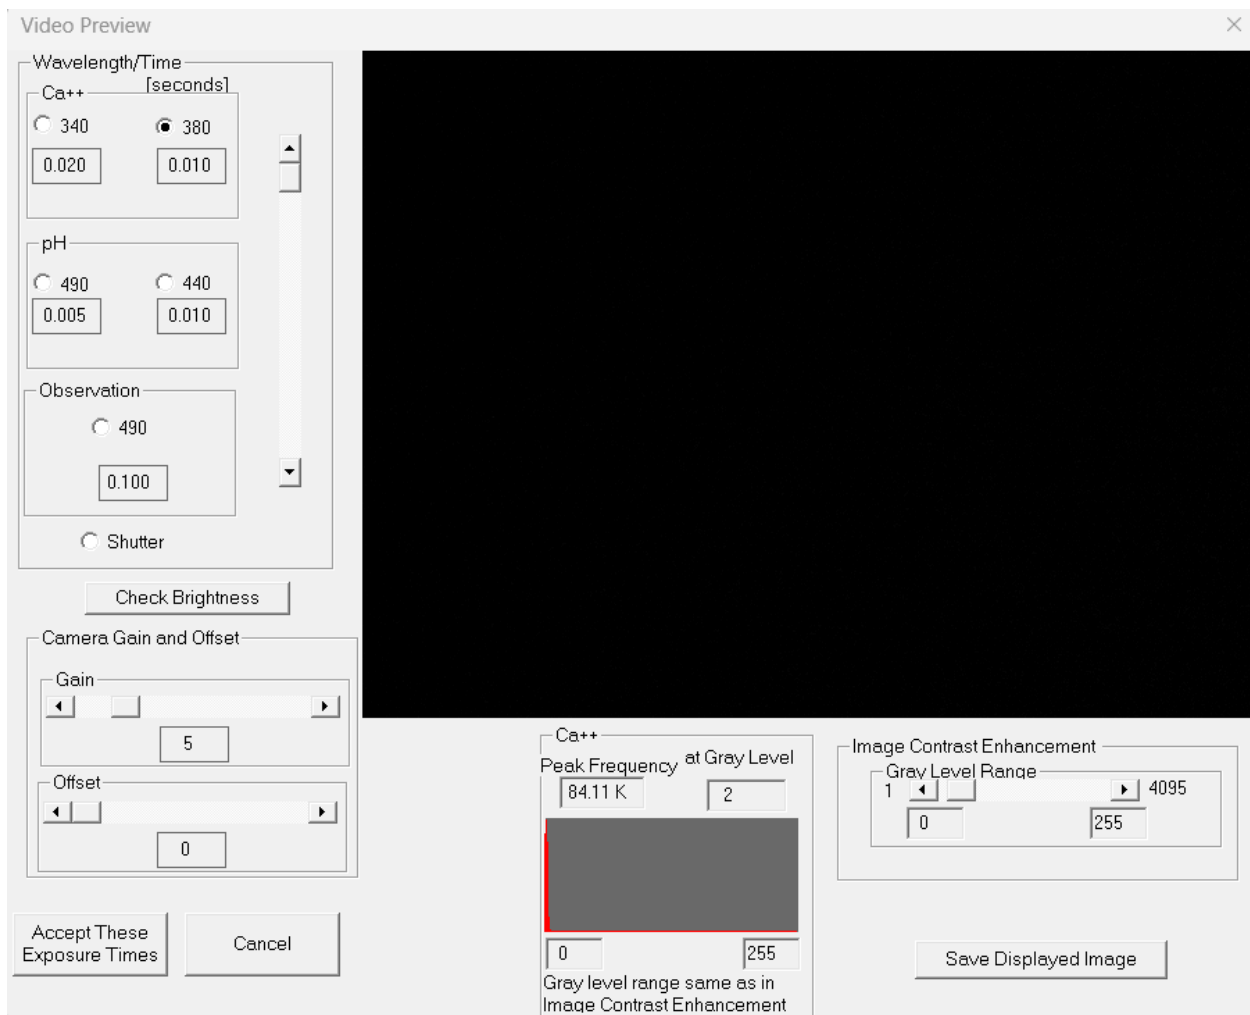 Video Preview
Wavelength/Time
[seconds]
Ca++
340
380
0.020
0.010
pH
490
440
0.005
0.010
Observation
490
0.100
Shutter
Check Brightness
Camera Gain and Offset
Gain
5
Offset
0
Accept These
Exposure Times
Cancel
Ca++
Peak Frequency
at Gray Level
84.11 K
2
0
255
Gray level range same as in
Image Contrast Enhancement
Image Contrast Enhancement
Gray Level Range
1
4095
0
255
Save Displayed Image